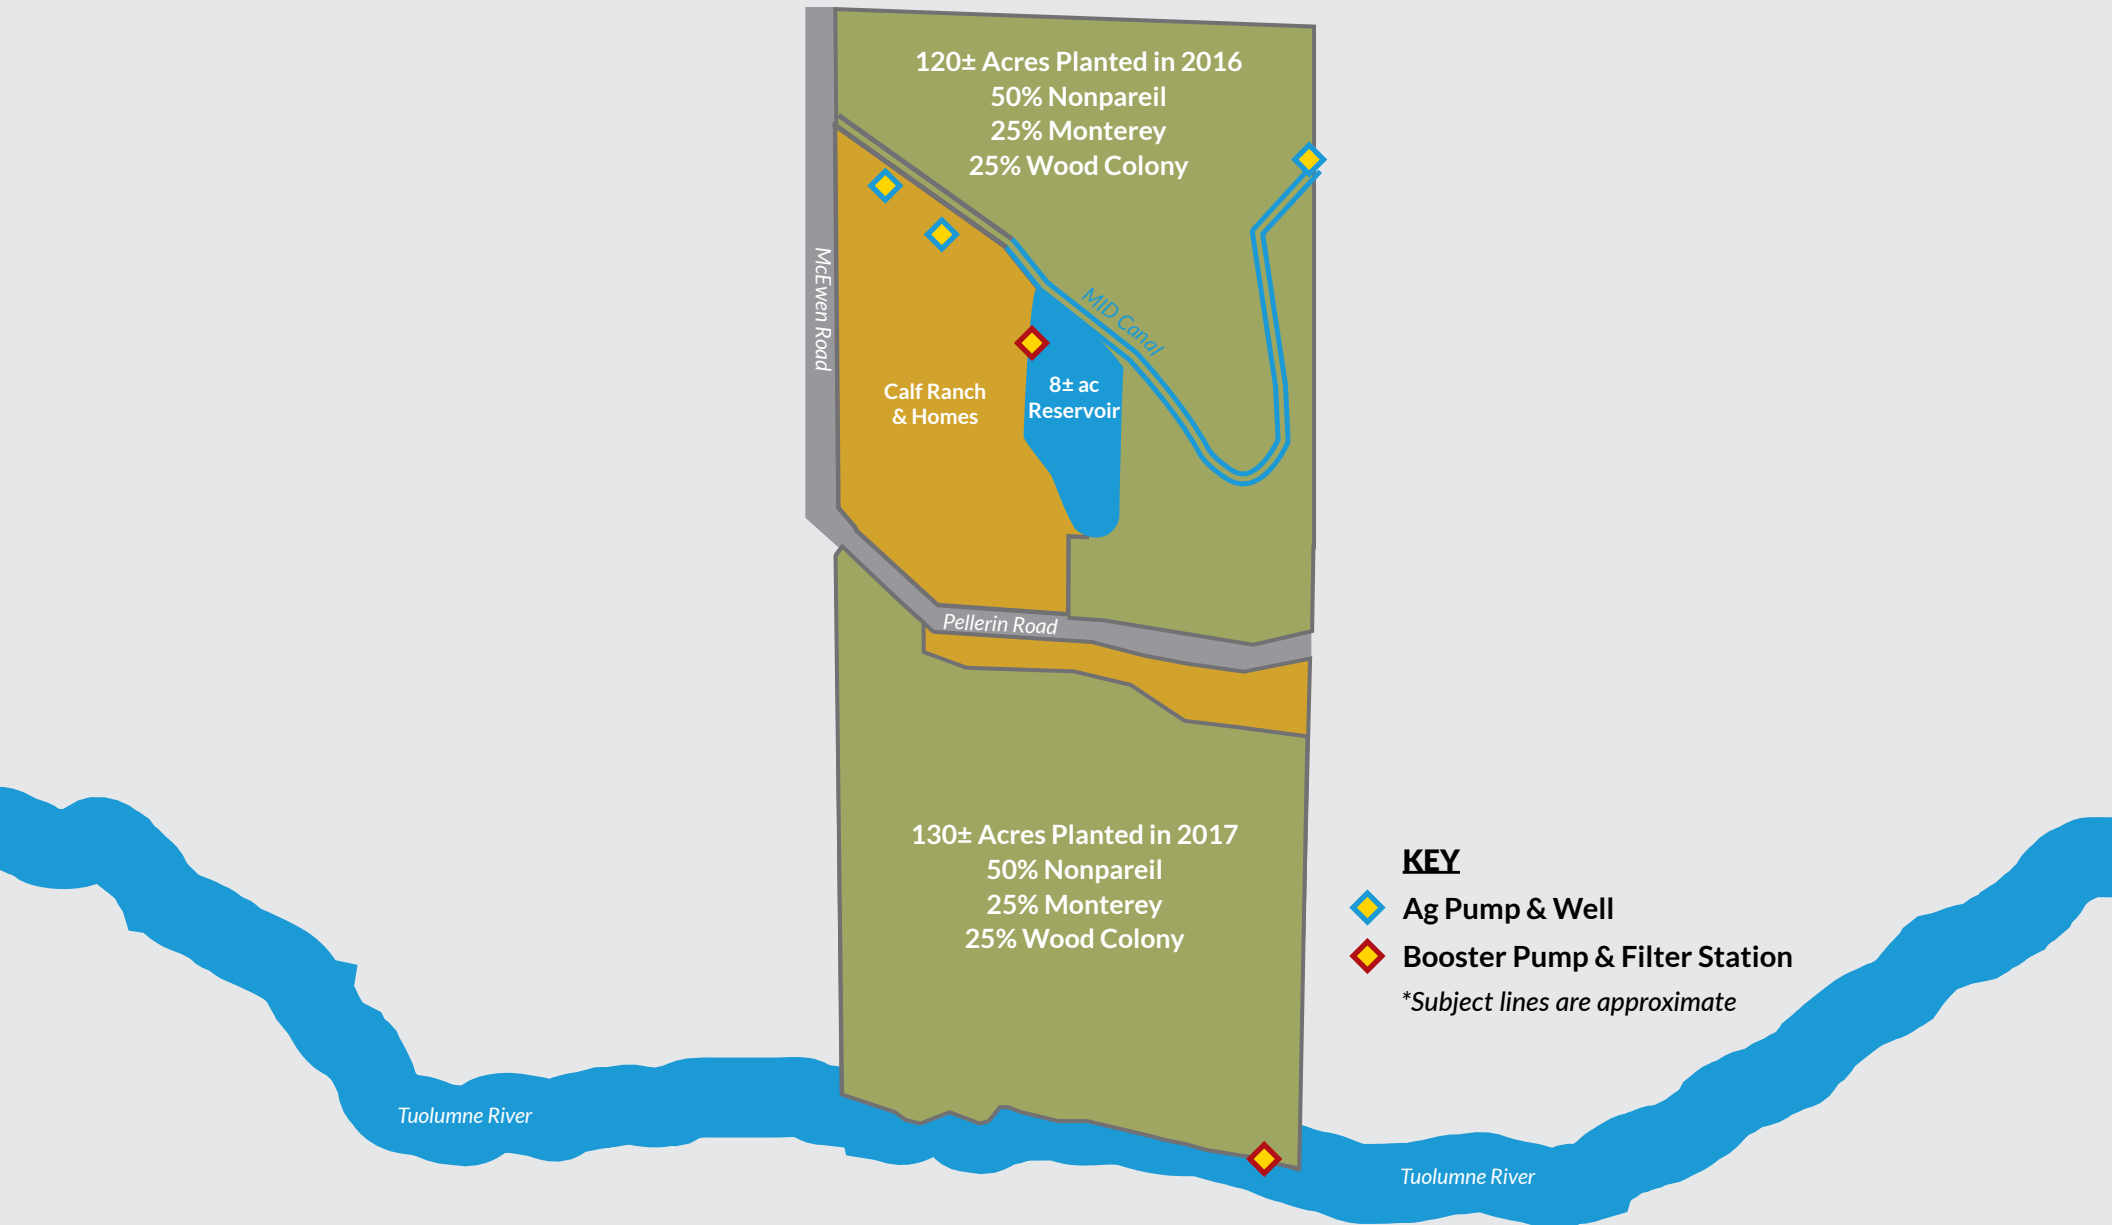 120± Acres Planted in 2016
50% Nonpareil
25% Monterey
25% Wood Colony
McEwen Road
MID Canal
Calf Ranch
& Homes
8± ac
Reservoir
Pellerin Road
130± Acres Planted in 2017
50% Nonpareil
25% Monterey
25% Wood Colony
KEY
Ag Pump & Well
Booster Pump & Filter Station
*Subject lines are approximate
Tuolumne River
Tuolumne River